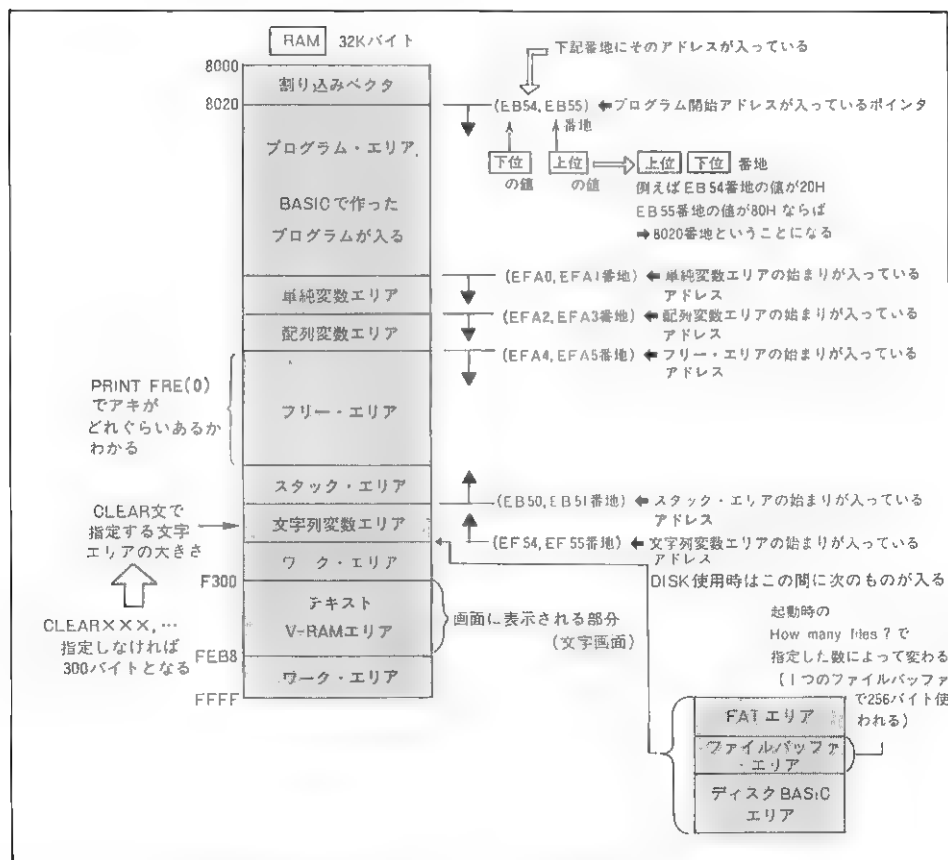 RAM 32Kバイト
8000
割り込みベクタ
8020
プログラム・エリア
BASICで作った
プログラムが入る
単純変数エリア
配列変数エリア
フリー・エリア
スタック・エリア
文字列変数エリア
ワーク・エリア
F300
テキスト
V-RAMエリア
FEB8
ワーク・エリア
FFFF
PRINT FRE(0)
でアキが
どれぐらいあるか
わかる
CLEAR文で
指定する文字
エリアの大きさ
CLEAR×××,…
指定しなければ
300バイトとなる
下記番地にそのアドレスが入っている
(EB54, EB55) ←プログラム開始アドレスが入っているポインタ
番地
下位 上位 ⇒ 上位 下位 番地
の値 の値
例えばEB54番地の値が20H
EB55番地の値が80Hならば
➡8020番地ということになる
(EFA0, EFA1番地) ←単純変数エリアの始まりが入っている
アドレス
(EFA2, EFA3番地) ←配列変数エリアの始まりが入っている
アドレス
(EFA4, EFA5番地) ←フリー・エリアの始まりが入っている
アドレス
(EB50, EB51番地) ←スタック・エリアの始まりが入っている
アドレス
(EF54, EF55番地) ←文字列変数エリアの始まりが入っている
アドレス
DISK使用時はこの間に次のものが入る
画面に表示される部分
(文字画面)
起動時の
How many files ? で
指定した数によって変わる
(1つのファイルバッファ
で256バイト使
われる)
FATエリア
ファイルバッファ
・エリア
ディスクBASIC
エリア